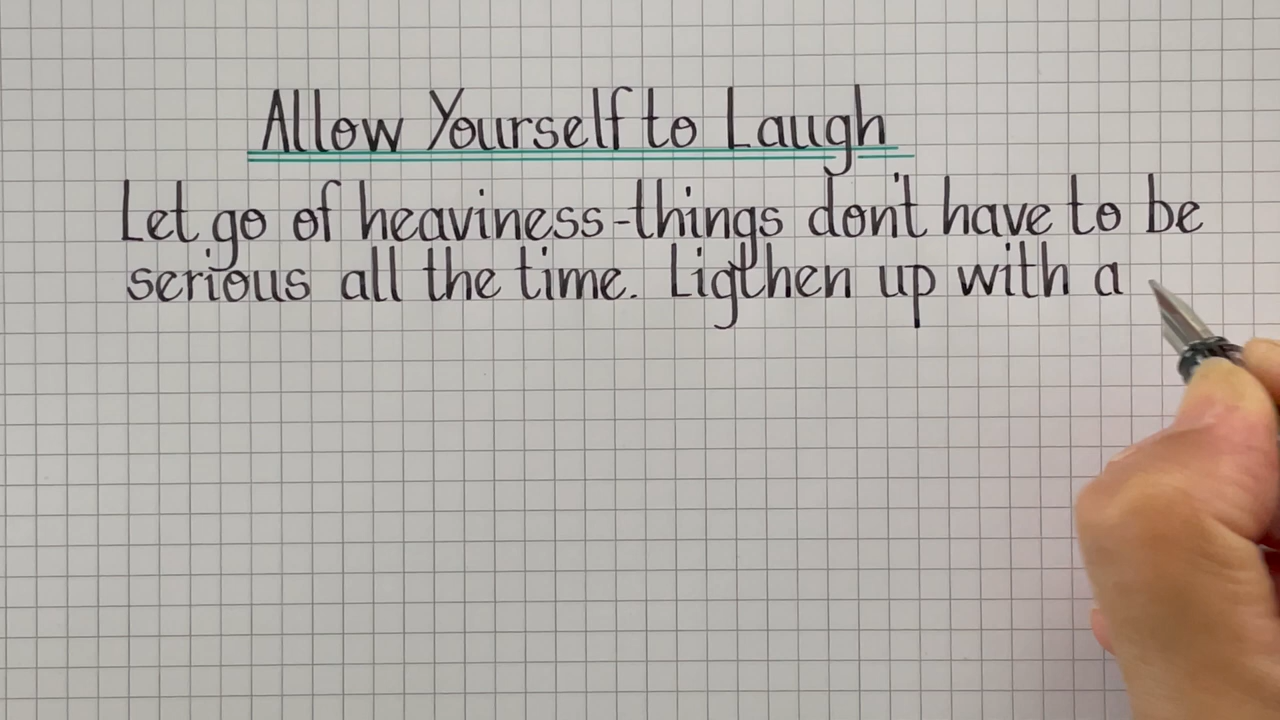 Allow Yourself to Laugh
Let go of heaviness-things don't have to be
serious all the time. Ligthen up with a